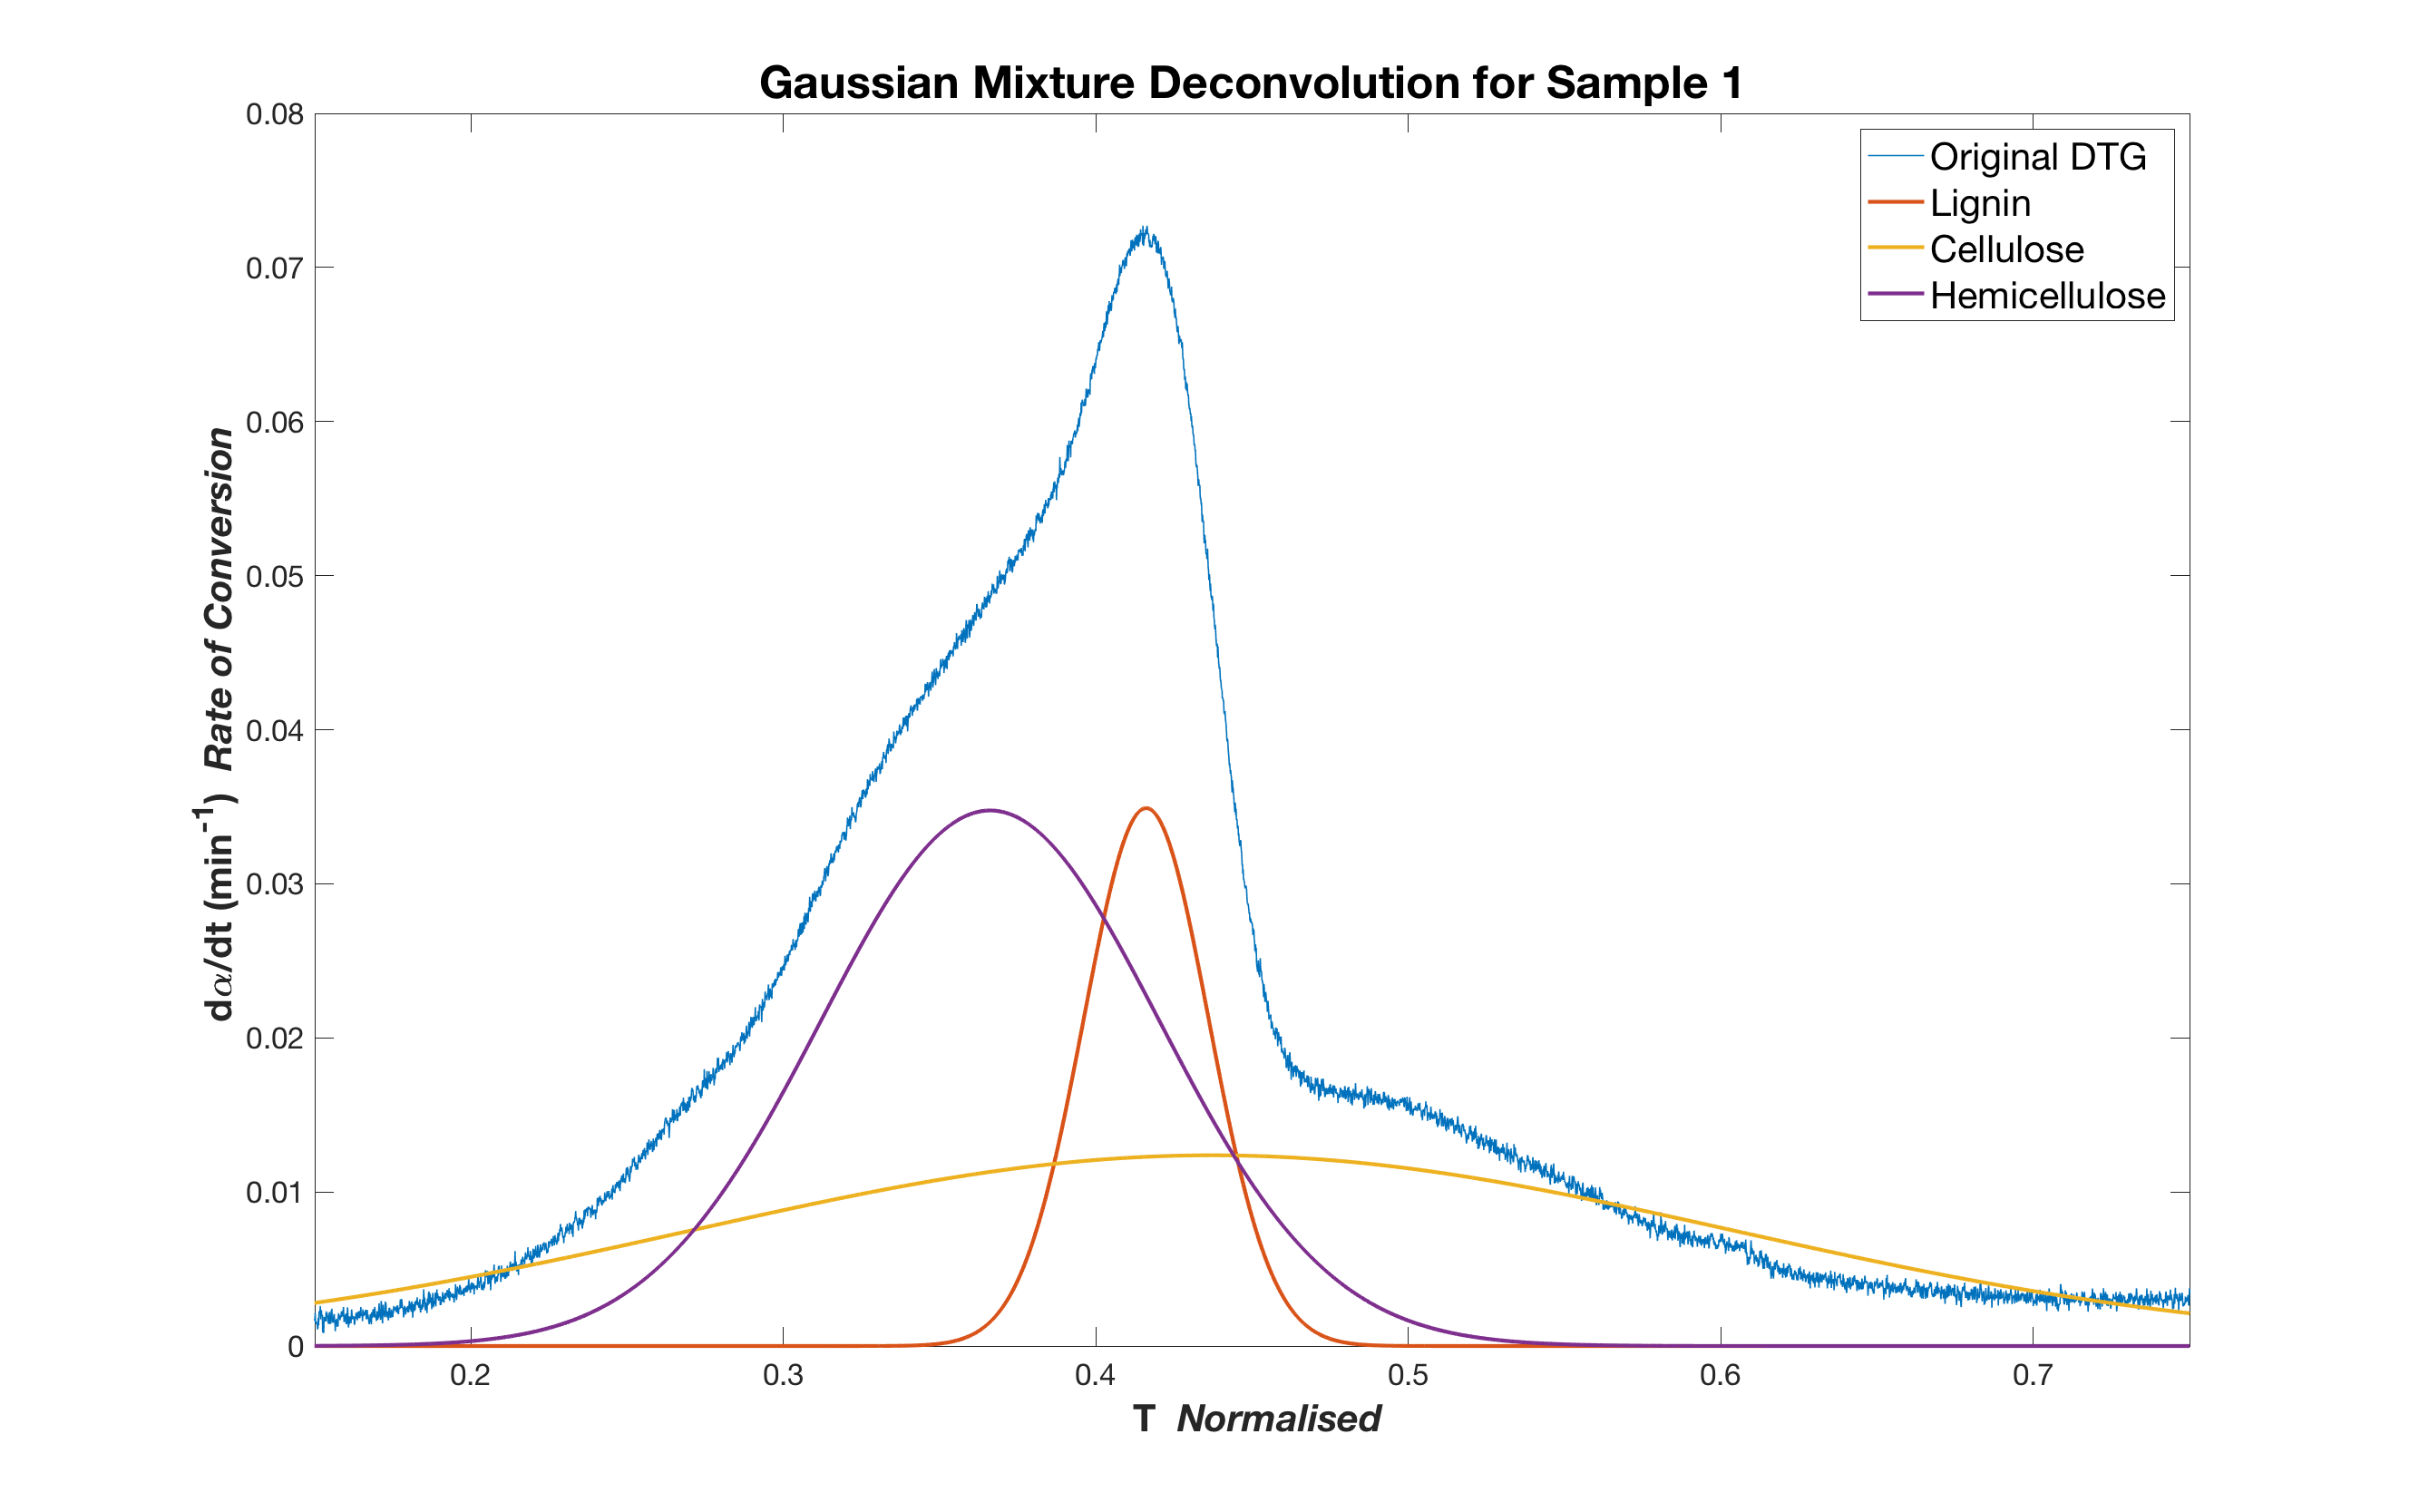 Gaussian Mixture Deconvolution for Sample 1
0.08
0.07
0.06
0.05
0.04
0.03
0.02
0.01
0
dα/dt (min-1) Rate of Conversion
Original DTG
Lignin
Cellulose
Hemicellulose
0.2 0.3 0.4 0.5 0.6 0.7
T Normalised